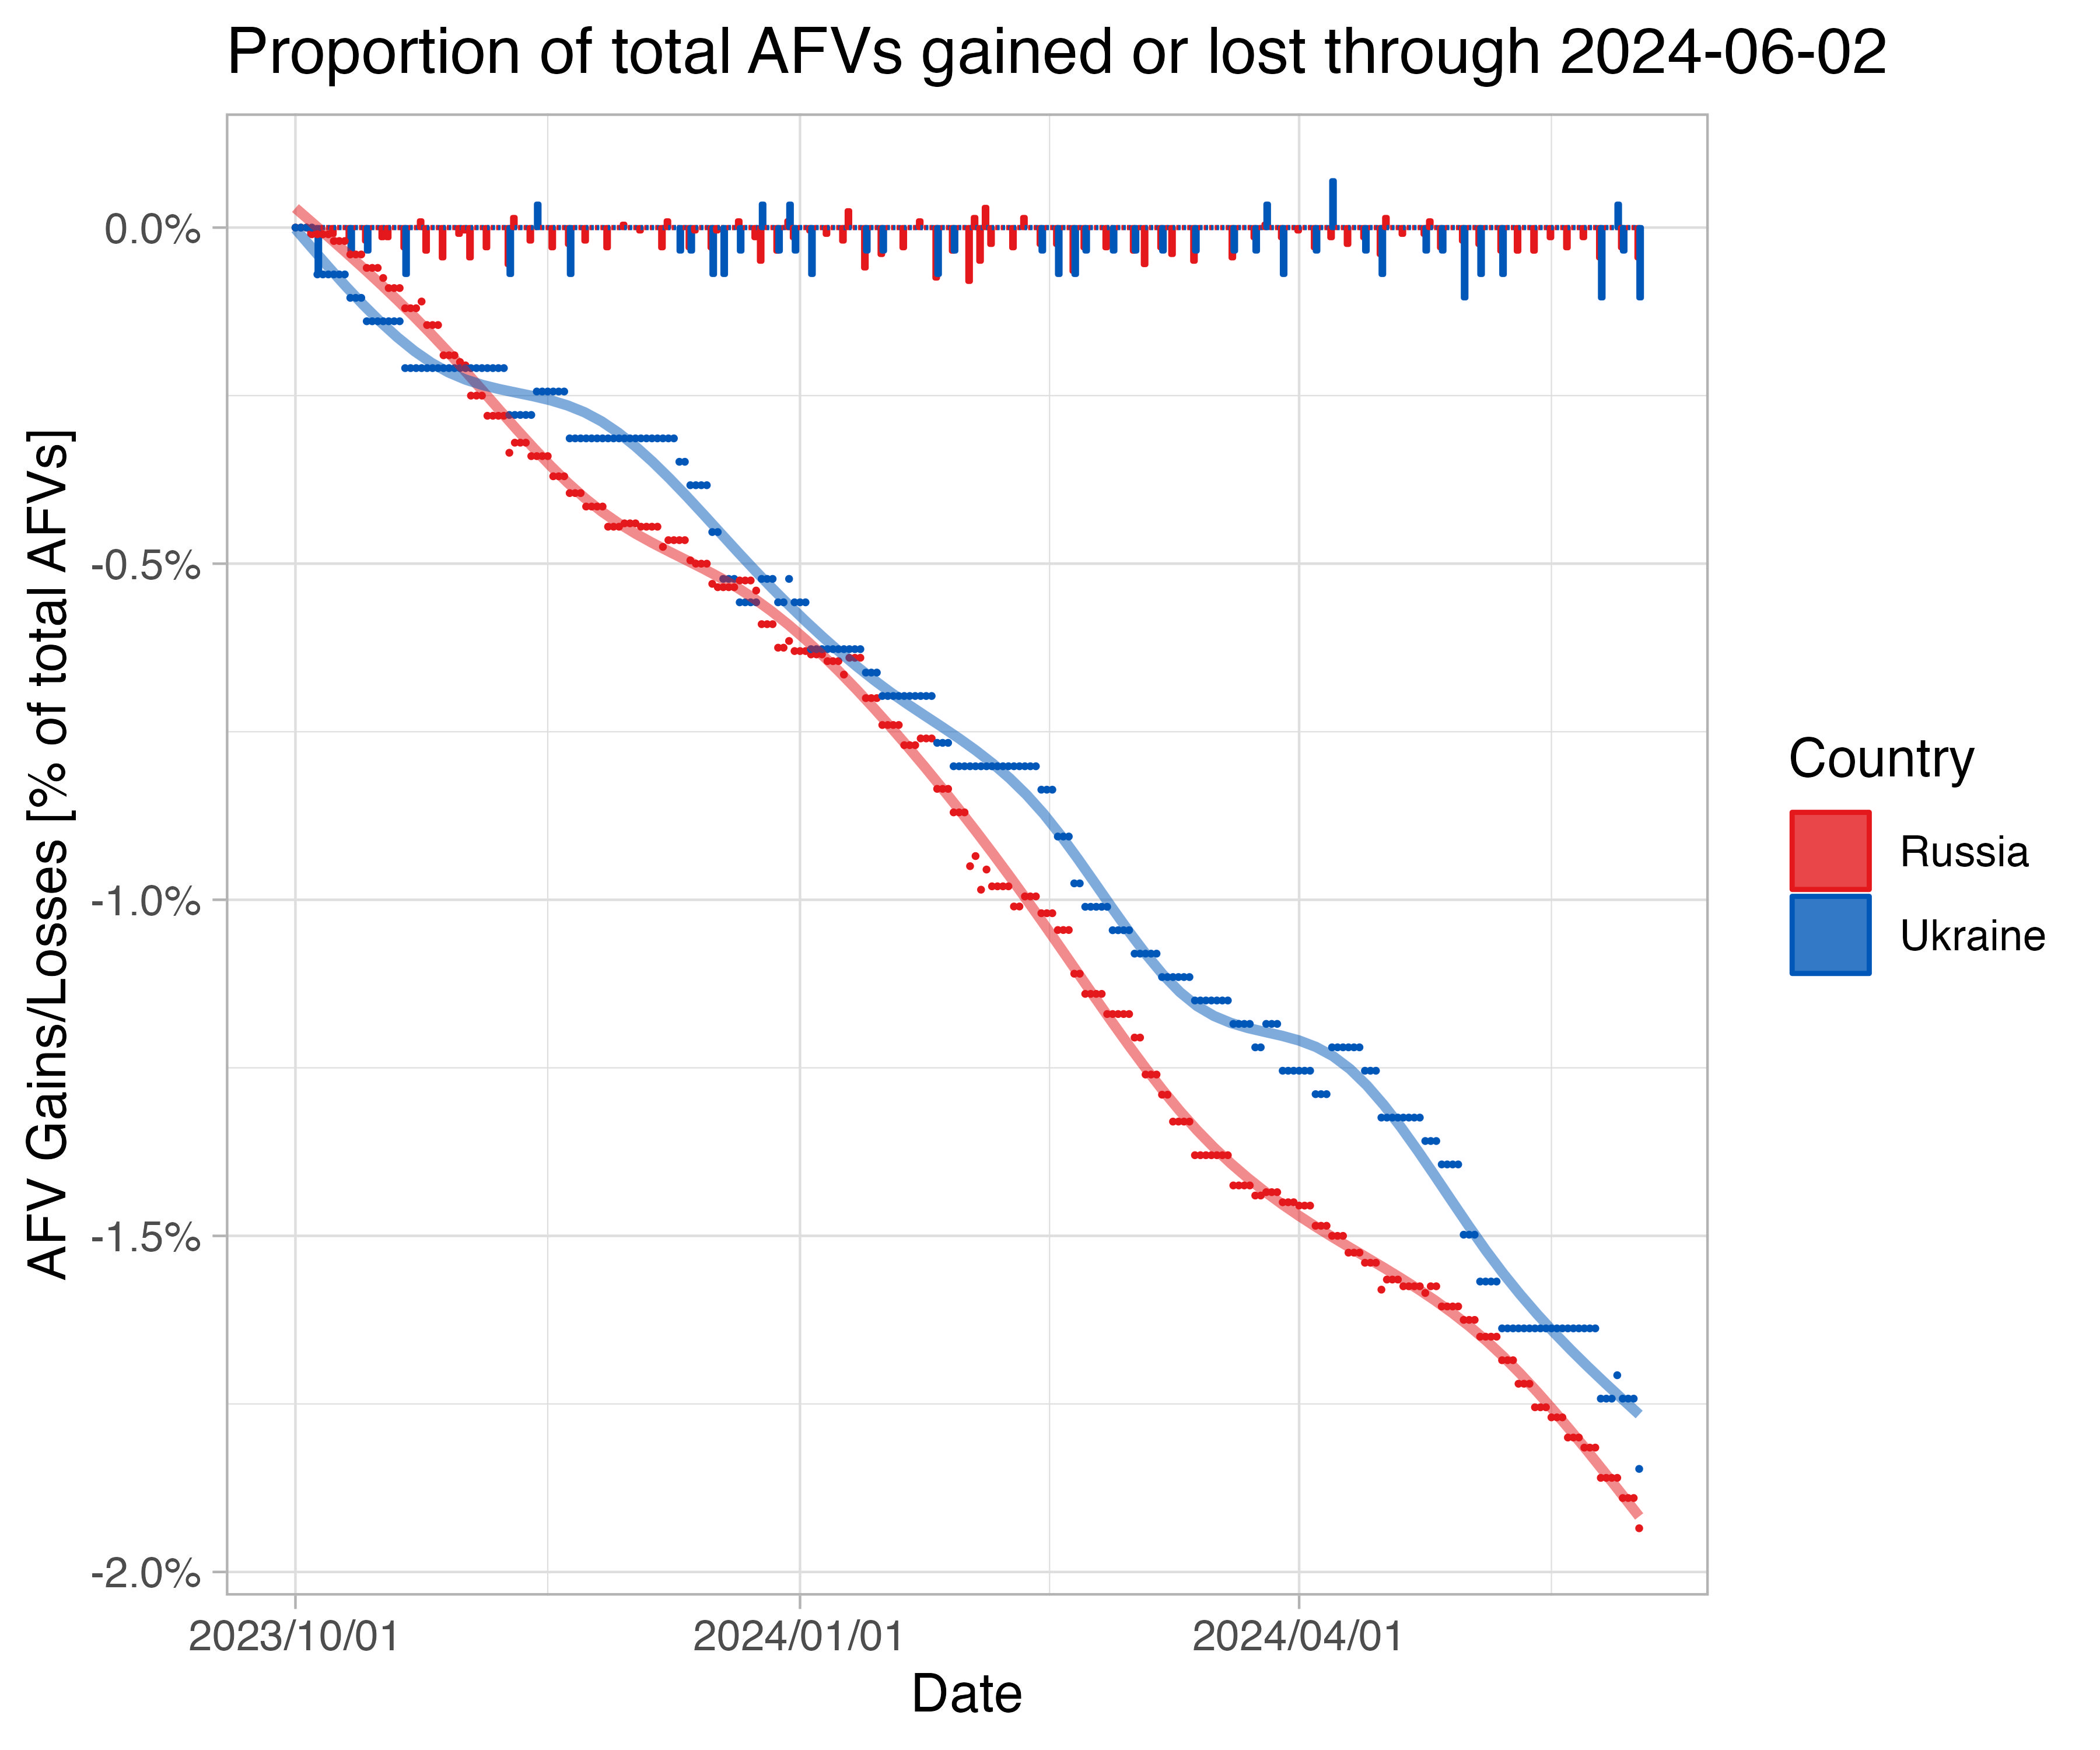 Proportion of total AFVs gained or lost through 2024-06-02
AFV Gains/Losses [% of total AFVs]
0.0%
-0.5%
-1.0%
-1.5%
-2.0%
2023/10/01
2024/01/01
2024/04/01
Date
Country
Russia
Ukraine